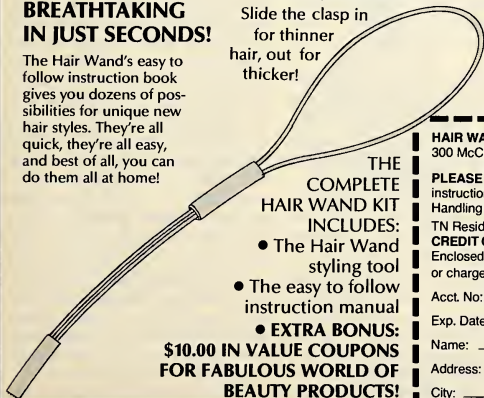 BREATHTAKING
IN JUST SECONDS!
The Hair Wand's easy to
follow instruction book
gives you dozens of pos-
sibilities for unique new
hair styles. They're all
quick, they're all easy,
and best of all, you can
do them all at home!
Slide the clasp in
for thinner
hair, out for
thicker!
THE
COMPLETE
HAIR WAND KIT
INCLUDES:
• The Hair Wand
styling tool
• The easy to follow
instruction manual
• EXTRA BONUS:
$10.00 IN VALUE COUPONS
FOR FABULOUS WORLD OF
BEAUTY PRODUCTS!
HAIR
300
PLEASE
Handling
TN
CREDIT
Enclosed
or charge
Acct. No:
Exp.
Name:
Address:
City: